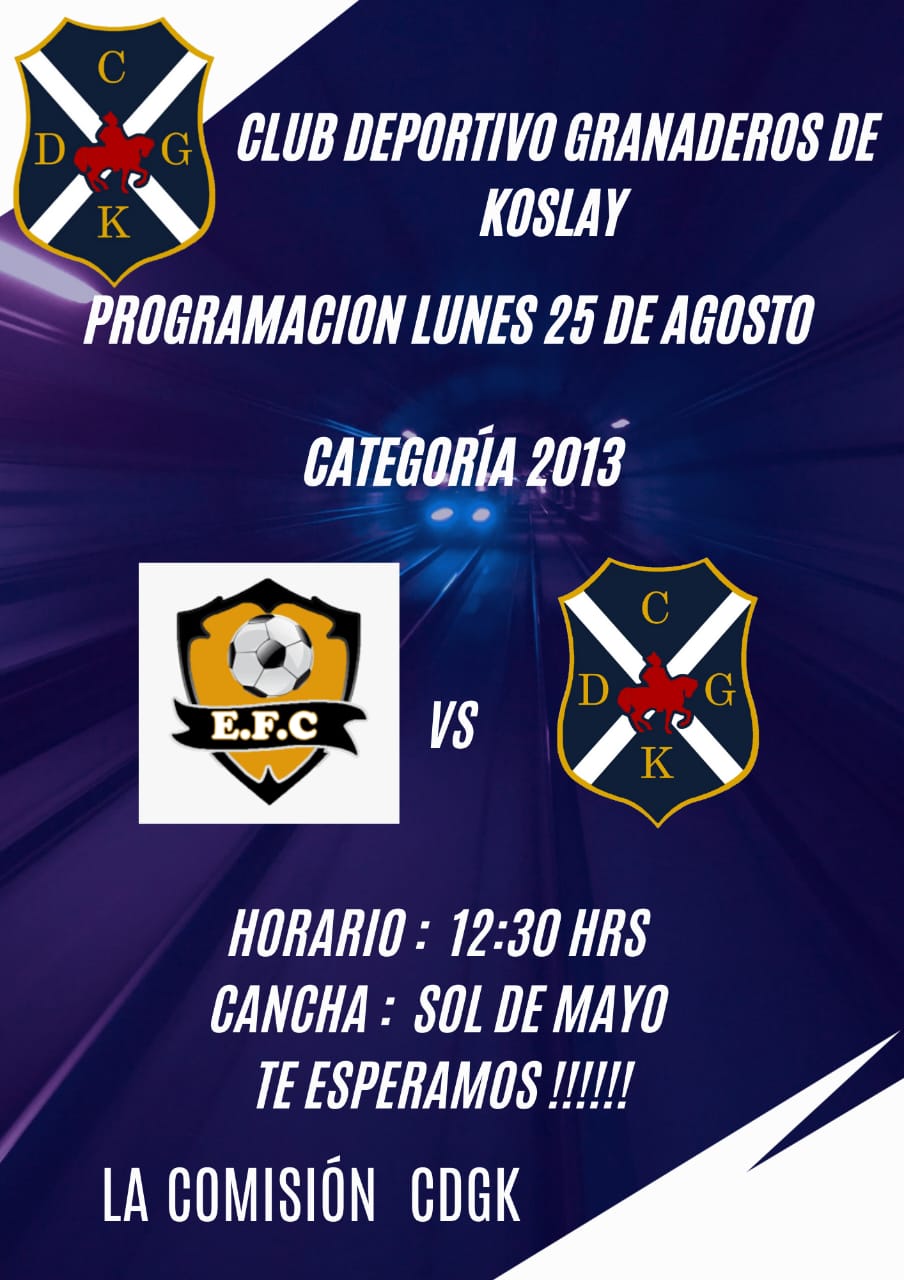 C
D G
K
CLUB DEPORTIVO GRANADEROS DE
KOSLAY
PROGRAMACION LUNES 25 DE AGOSTO
CATEGORÍA 2013
E.F.C
VS
C
D G
K
HORARIO : 12:30 HRS
CANCHA : SOL DE MAYO
TE ESPERAMOS !!!!!!
LA COMISIÓN CDGK